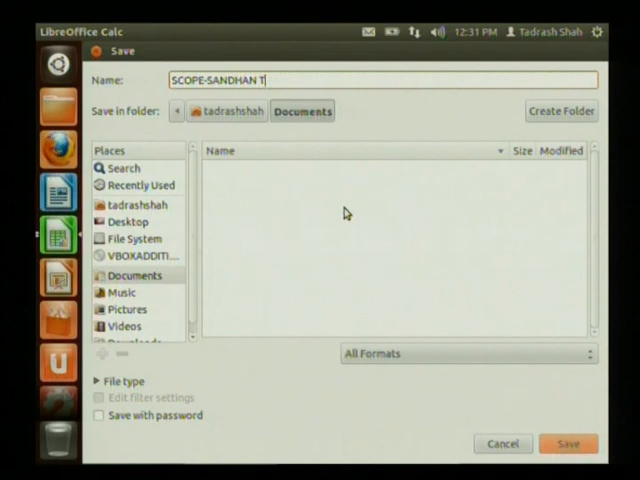 LibreOffice Calc
12:31 PM
Tadrash Shah
Save
Name:
SCOPE-SANDHAN T
Save in folder:
tadrashshah
Documents
Create Folder
Places
Name
Size
Modified
Search
Recently Used
tadrashshah
Desktop
File System
VBOXADDITI...
Documents
Music
Pictures
Videos
All Formats
File type
Edit filter settings
Save with password
Cancel
Save